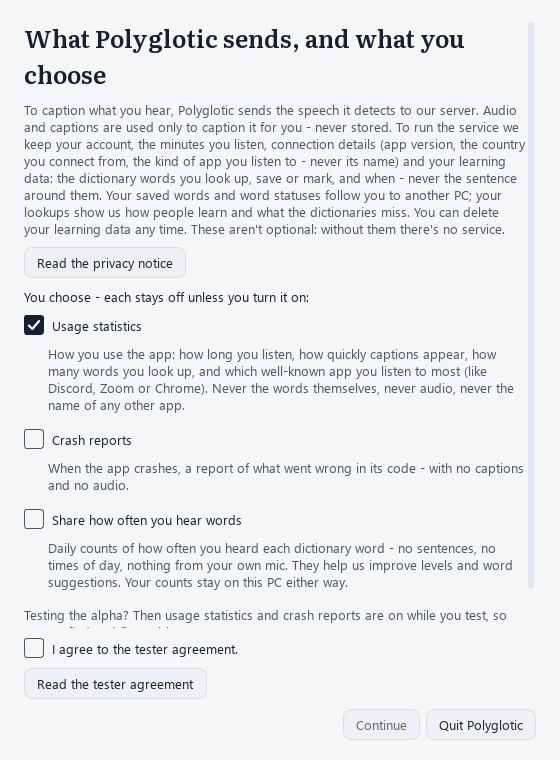 What Polyglotic sends, and what you
choose
To caption what you hear, Polyglotic sends the speech it detects to our server. Audio
and captions are used only to caption it for you - never stored. To run the service we
keep your account, the minutes you listen, connection details (app version, the country
you connect from, the kind of app you listen to - never its name) and your learning
data: the dictionary words you look up, save or mark, and when - never the sentence
around them. Your saved words and word statuses follow you to another PC; your
lookups show us how people learn and what the dictionaries miss. You can delete
your learning data any time. These aren't optional: without them there's no service.
Read the privacy notice
You choose - each stays off unless you turn it on:
Usage statistics
How you use the app: how long you listen, how quickly captions appear, how
many words you look up, and which well-known app you listen to most (like
Discord, Zoom or Chrome). Never the words themselves, never audio, never the
name of any other app.
Crash reports
When the app crashes, a report of what went wrong in its code - with no captions
and no audio.
Share how often you hear words
Daily counts of how often you heard each dictionary word - no sentences, no
times of day, nothing from your own mic. They help us improve levels and word
suggestions. Your counts stay on this PC either way.
Testing the alpha? Then usage statistics and crash reports are on while you test, so
I agree to the tester agreement.
Read the tester agreement
Continue
Quit Polyglotic